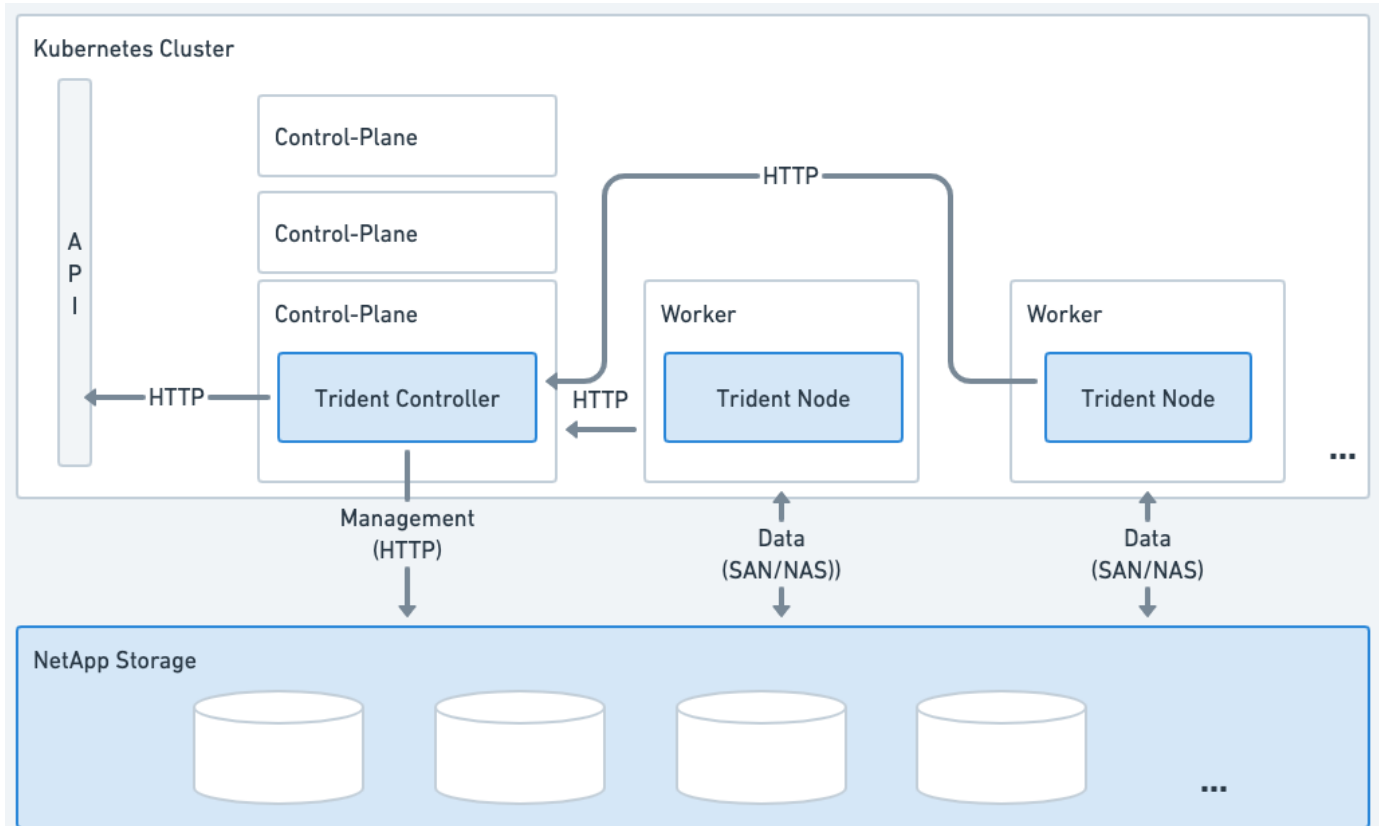 Kubernetes Cluster
A
P
I
Control-Plane
Control-Plane
Control-Plane
Trident Controller
HTTP
HTTP
HTTP
Worker
Trident Node
Worker
Trident Node
...
Management
(HTTP)
Data
(SAN/NAS))
Data
(SAN/NAS)
NetApp Storage
...